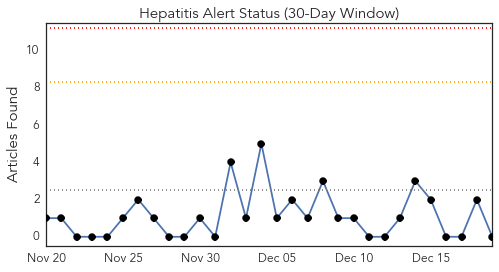 Hepatitis Alert Status (30-Day Window)
Articles Found
10
8
6
4
2
0
Nov 20 Nov 25 Nov 30 Dec 05 Dec 10 Dec 15